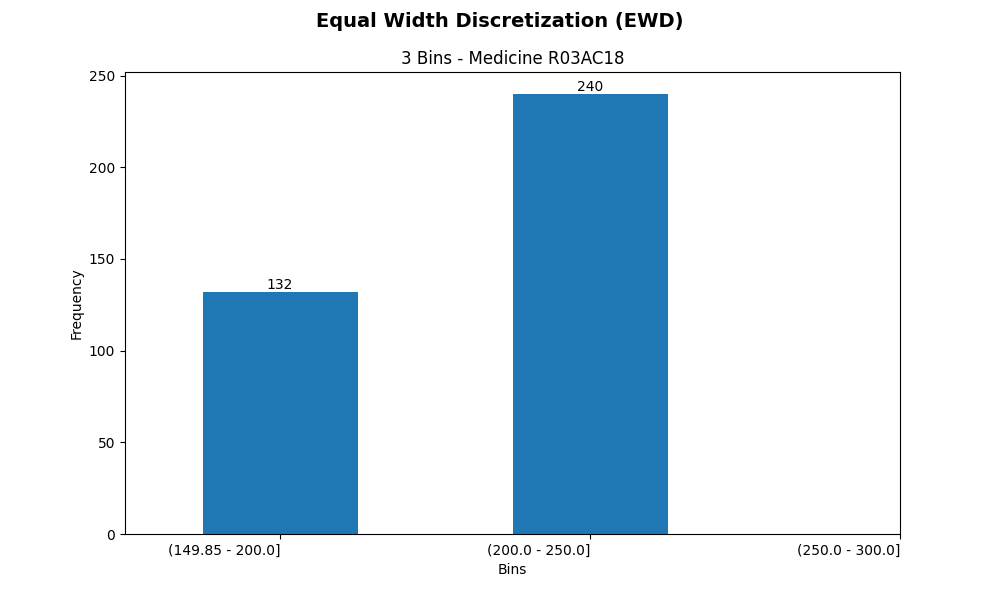 Equal Width Discretization (EWD)
3 Bins - Medicine R03AC18
250
200
150
100
50
0
Frequency
132
240
(149.85 - 200.0]
(200.0 - 250.0]
(250.0 - 300.0]
Bins